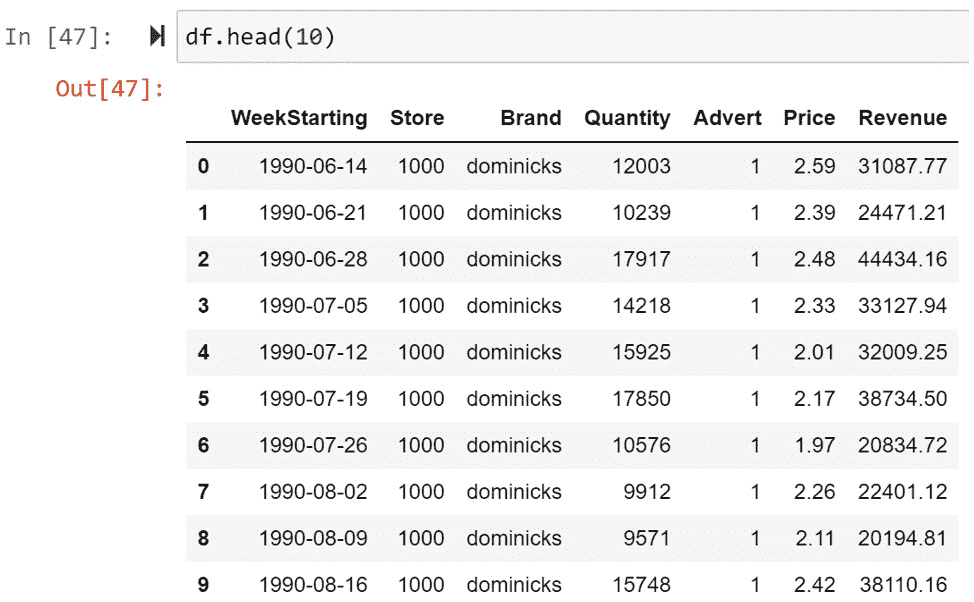 In [47]: df.head(10)
Out[47]:
WeekStarting Store Brand Quantity Advert Price Revenue
0 1990-06-14 1000 dominicks 12003 1 2.59 31087.77
1 1990-06-21 1000 dominicks 10239 1 2.39 24471.21
2 1990-06-28 1000 dominicks 17917 1 2.48 44434.16
3 1990-07-05 1000 dominicks 14218 1 2.33 33127.94
4 1990-07-12 1000 dominicks 15925 1 2.01 32009.25
5 1990-07-19 1000 dominicks 17850 1 2.17 38734.50
6 1990-07-26 1000 dominicks 10576 1 1.97 20834.72
7 1990-08-02 1000 dominicks 9912 1 2.26 22401.12
8 1990-08-09 1000 dominicks 9571 1 2.11 20194.81
9 1990-08-16 1000 dominicks 15748 1 2.42 38110.16